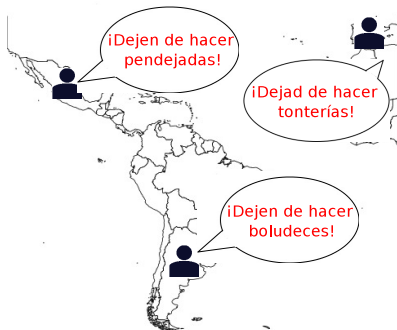 ¡Dejen de hacer
pendejadas!
¡Dejad de hacer
tonterías!
¡Dejen de hacer
boludeces!